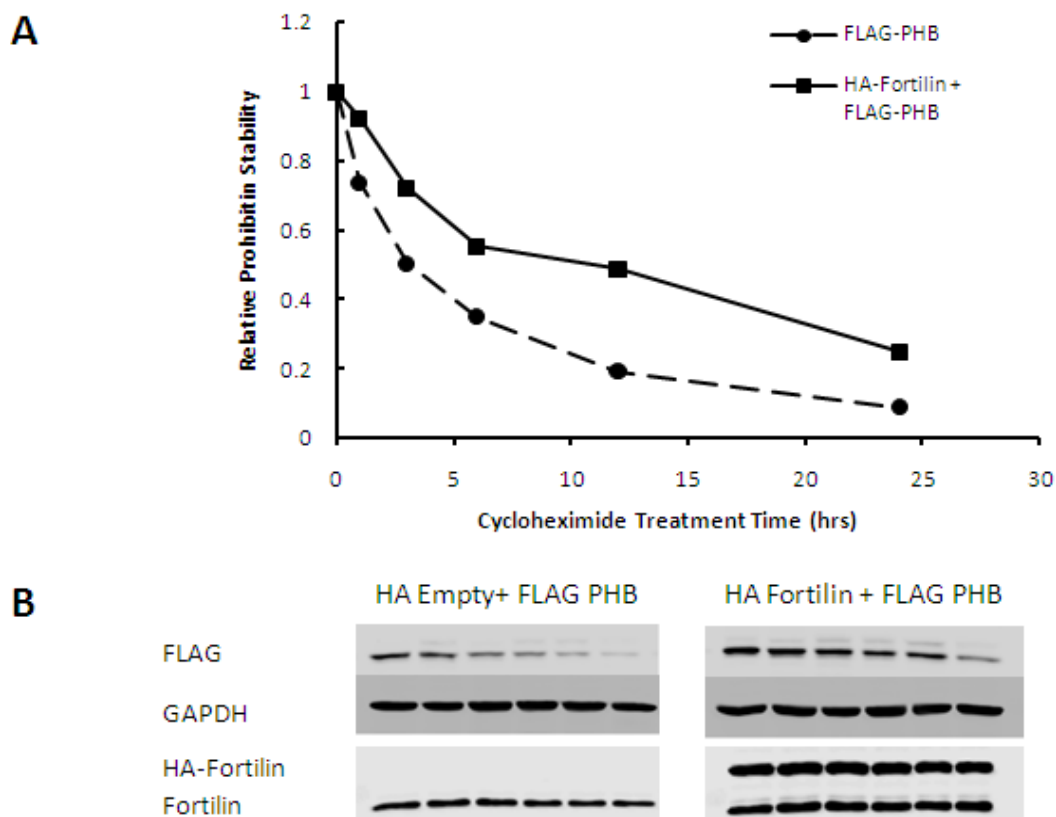 A
1.2
1
0.8
0.6
0.4
0.2
0
Relative Prohibitin Stability
FLAG-PHB
HA-Fortilin +
FLAG-PHB
0 5 10 15 20 25 30
Cycloheximide Treatment Time (hrs)
B
HA Empty+ FLAG PHB
HA Fortilin + FLAG PHB
FLAG
GAPDH
HA-Fortilin
Fortilin